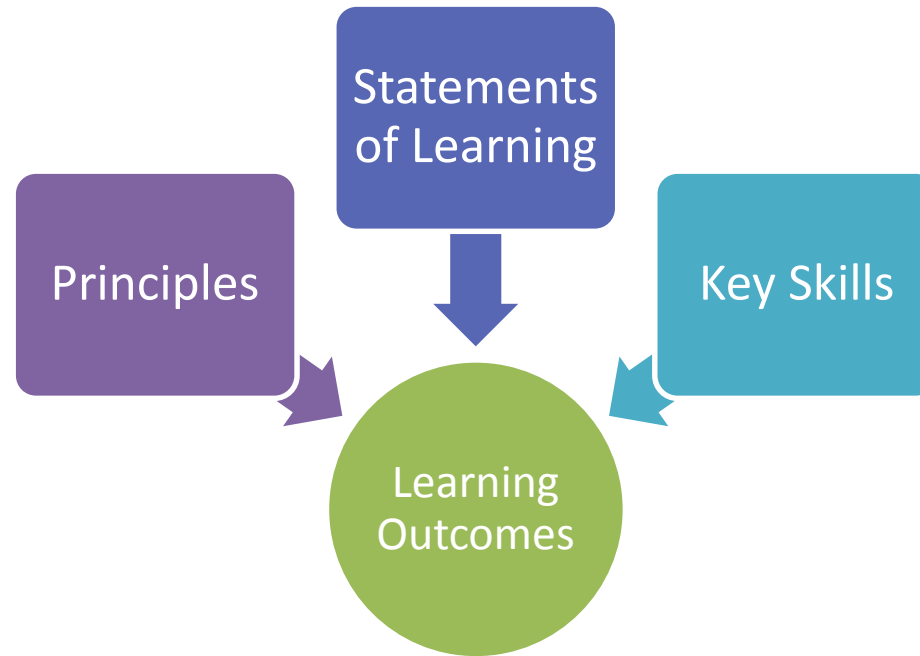 Statements
of Learning
Principles
Key Skills
Learning
Outcomes